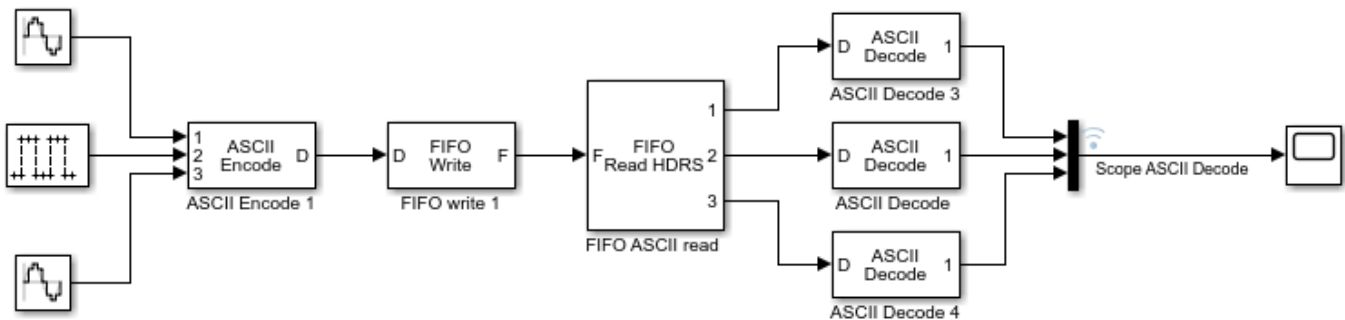 1
2
3
ASCII
Encode
D
ASCII Encode 1
D
FIFO
Write
F
FIFO write 1
F
FIFO
Read HDRS
1
2
3
FIFO ASCII read
D
ASCII
Decode
1
ASCII Decode 3
D
ASCII
Decode
1
ASCII Decode
D
ASCII
Decode
1
ASCII Decode 4
Scope ASCII Decode